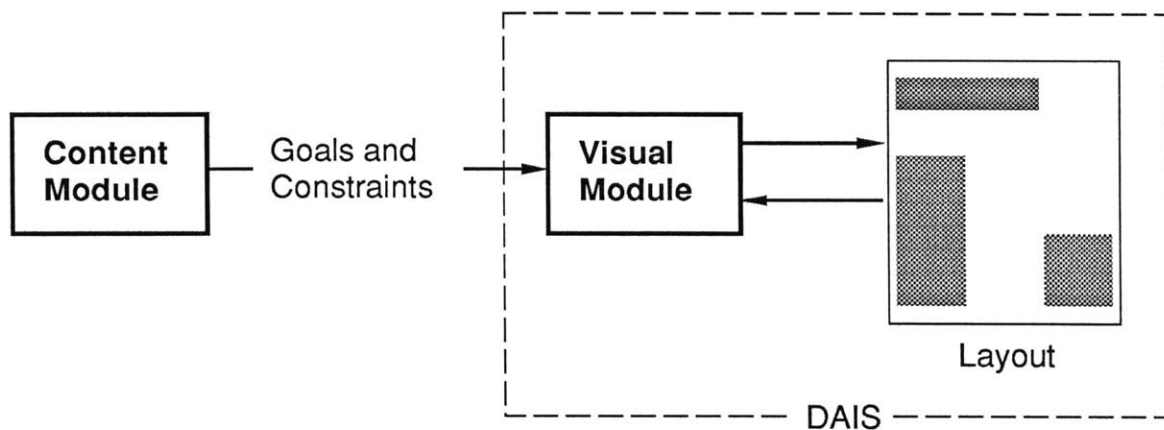 Content
Module
Goals and
Constraints
Visual
Module
Layout
DAIS